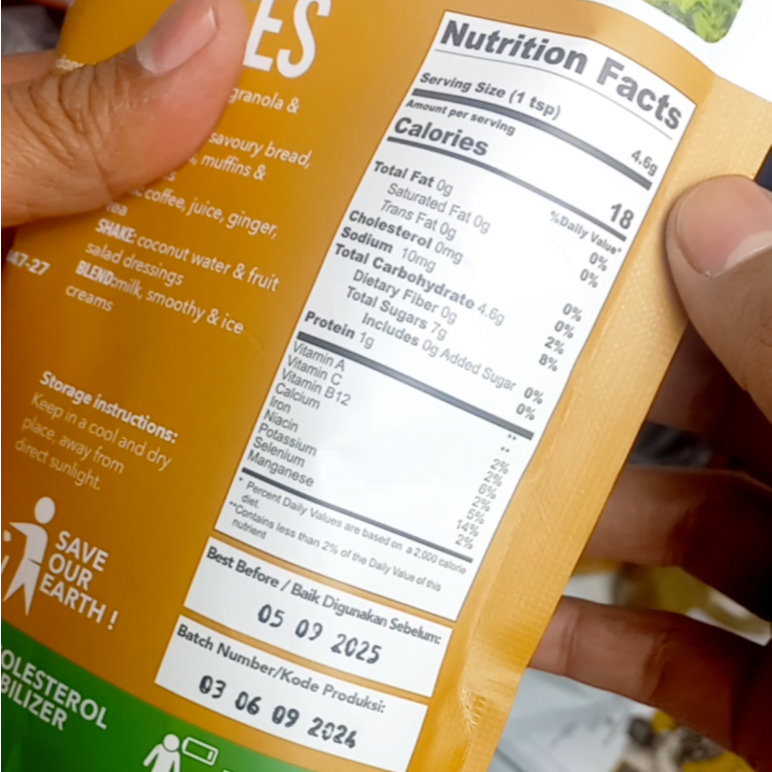 ES
granola &
savoury bread,
muffins &
coffee, juice, ginger,
tea
SHAKE: coconut water & fruit
salad dressings
BLEND: milk, smoothy & ice
creams
Storage instructions:
Keep in a cool and dry
place, away from
direct sunlight.
SAVE
OUR
EARTH !
OLESTEROL
BILIZER
Nutrition Facts
Serving Size (1 tsp) 4.6g
Amount per serving
Calories 18
%Daily Value*
Total Fat 0g 0%
Saturated Fat 0g 0%
Trans Fat 0g
Cholesterol 0mg 0%
Sodium 10mg 0%
Total Carbohydrate 4.6g 2%
Dietary Fiber 0g 8%
Total Sugars 7g
Includes 0g Added Sugar 0%
Protein 1g 0%
Vitamin A **
Vitamin C **
Vitamin B12 2%
Calcium 2%
Iron 6%
Niacin 2%
Potassium 5%
Selenium 14%
Manganese 2%
* Percent Daily Values are based on a 2,000 calorie
diet.
**Contains less than 2% of the Daily Value of this
nutrient
Best Before / Baik Digunakan Sebelum:
05 09 2025
Batch Number/Kode Produksi:
03 06 09 2024